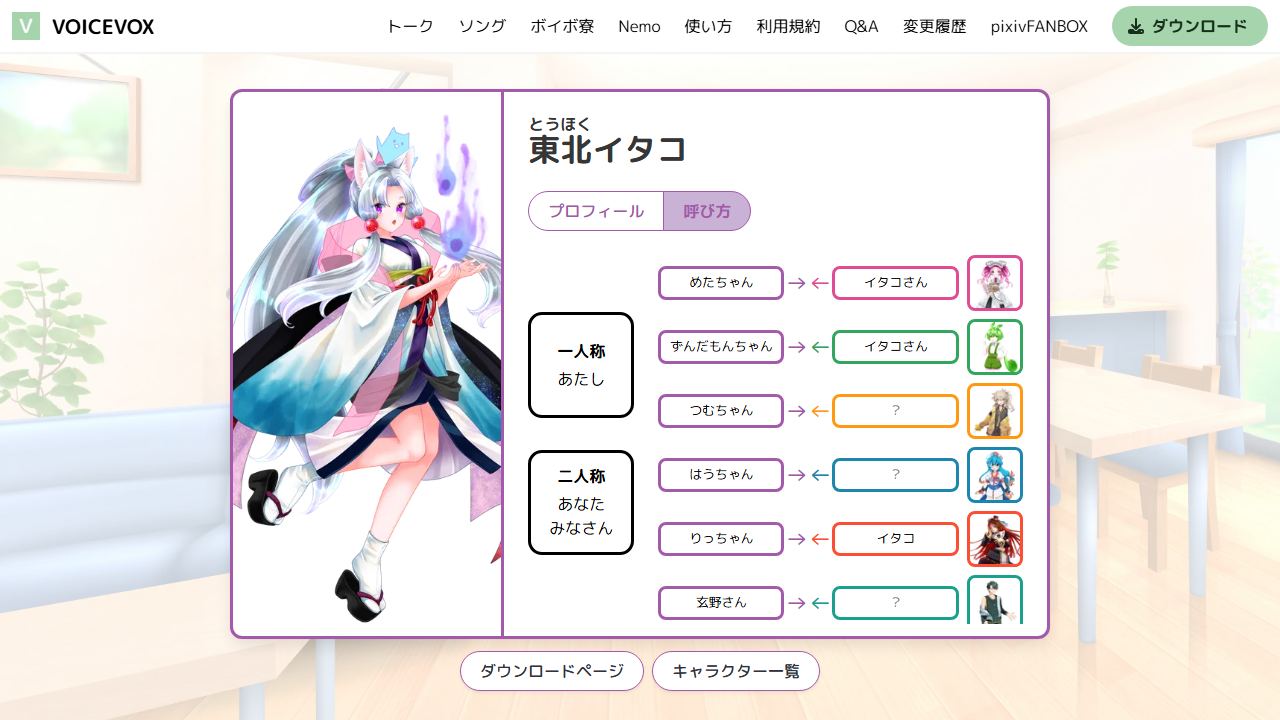 V VOICEVOX トーク ソング ボイボ寮 Nemo 使い方 利用規約 Q&A 変更履歴 pixivFANBOX ダウンロード
とうほく
東北イタコ
プロフィール 呼び方
一人称
あたし
二人称
あなた
みなさん
めたちゃん → ← イタコさん
ずんだもんちゃん → ← イタコさん
つむちゃん → ← ?
はうちゃん → ← ?
りっちゃん → ← イタコ
玄野さん → ← ?
ダウンロードページ キャラクター一覧